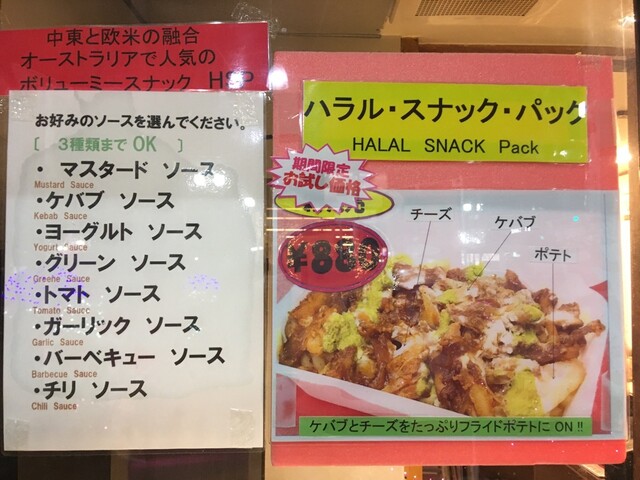 中東と欧米の融合
オーストラリアで人気の
ボリューミースナック HSP
お好みのソースを選んでください。
[ 3種類まで OK ]
・ マスタード ソース
Mustard Sauce
・ケバブ ソース
Kebab Sauce
・ヨーグルト ソース
Yogurt Sauce
・グリーン ソース
Greene Sauce
・トマト ソース
Tomato Sauce
・ガーリック ソース
Garlic Sauce
・バーベキュー ソース
Barbecue Sauce
・チリ ソース
Chili Sauce
ハラル・スナック・パック
HALAL SNACK Pack
期間限定
お試し価格
¥880
チーズ
ケバブ
ポテト
ケバブとチーズをたっぷりフライドポテトに ON !!